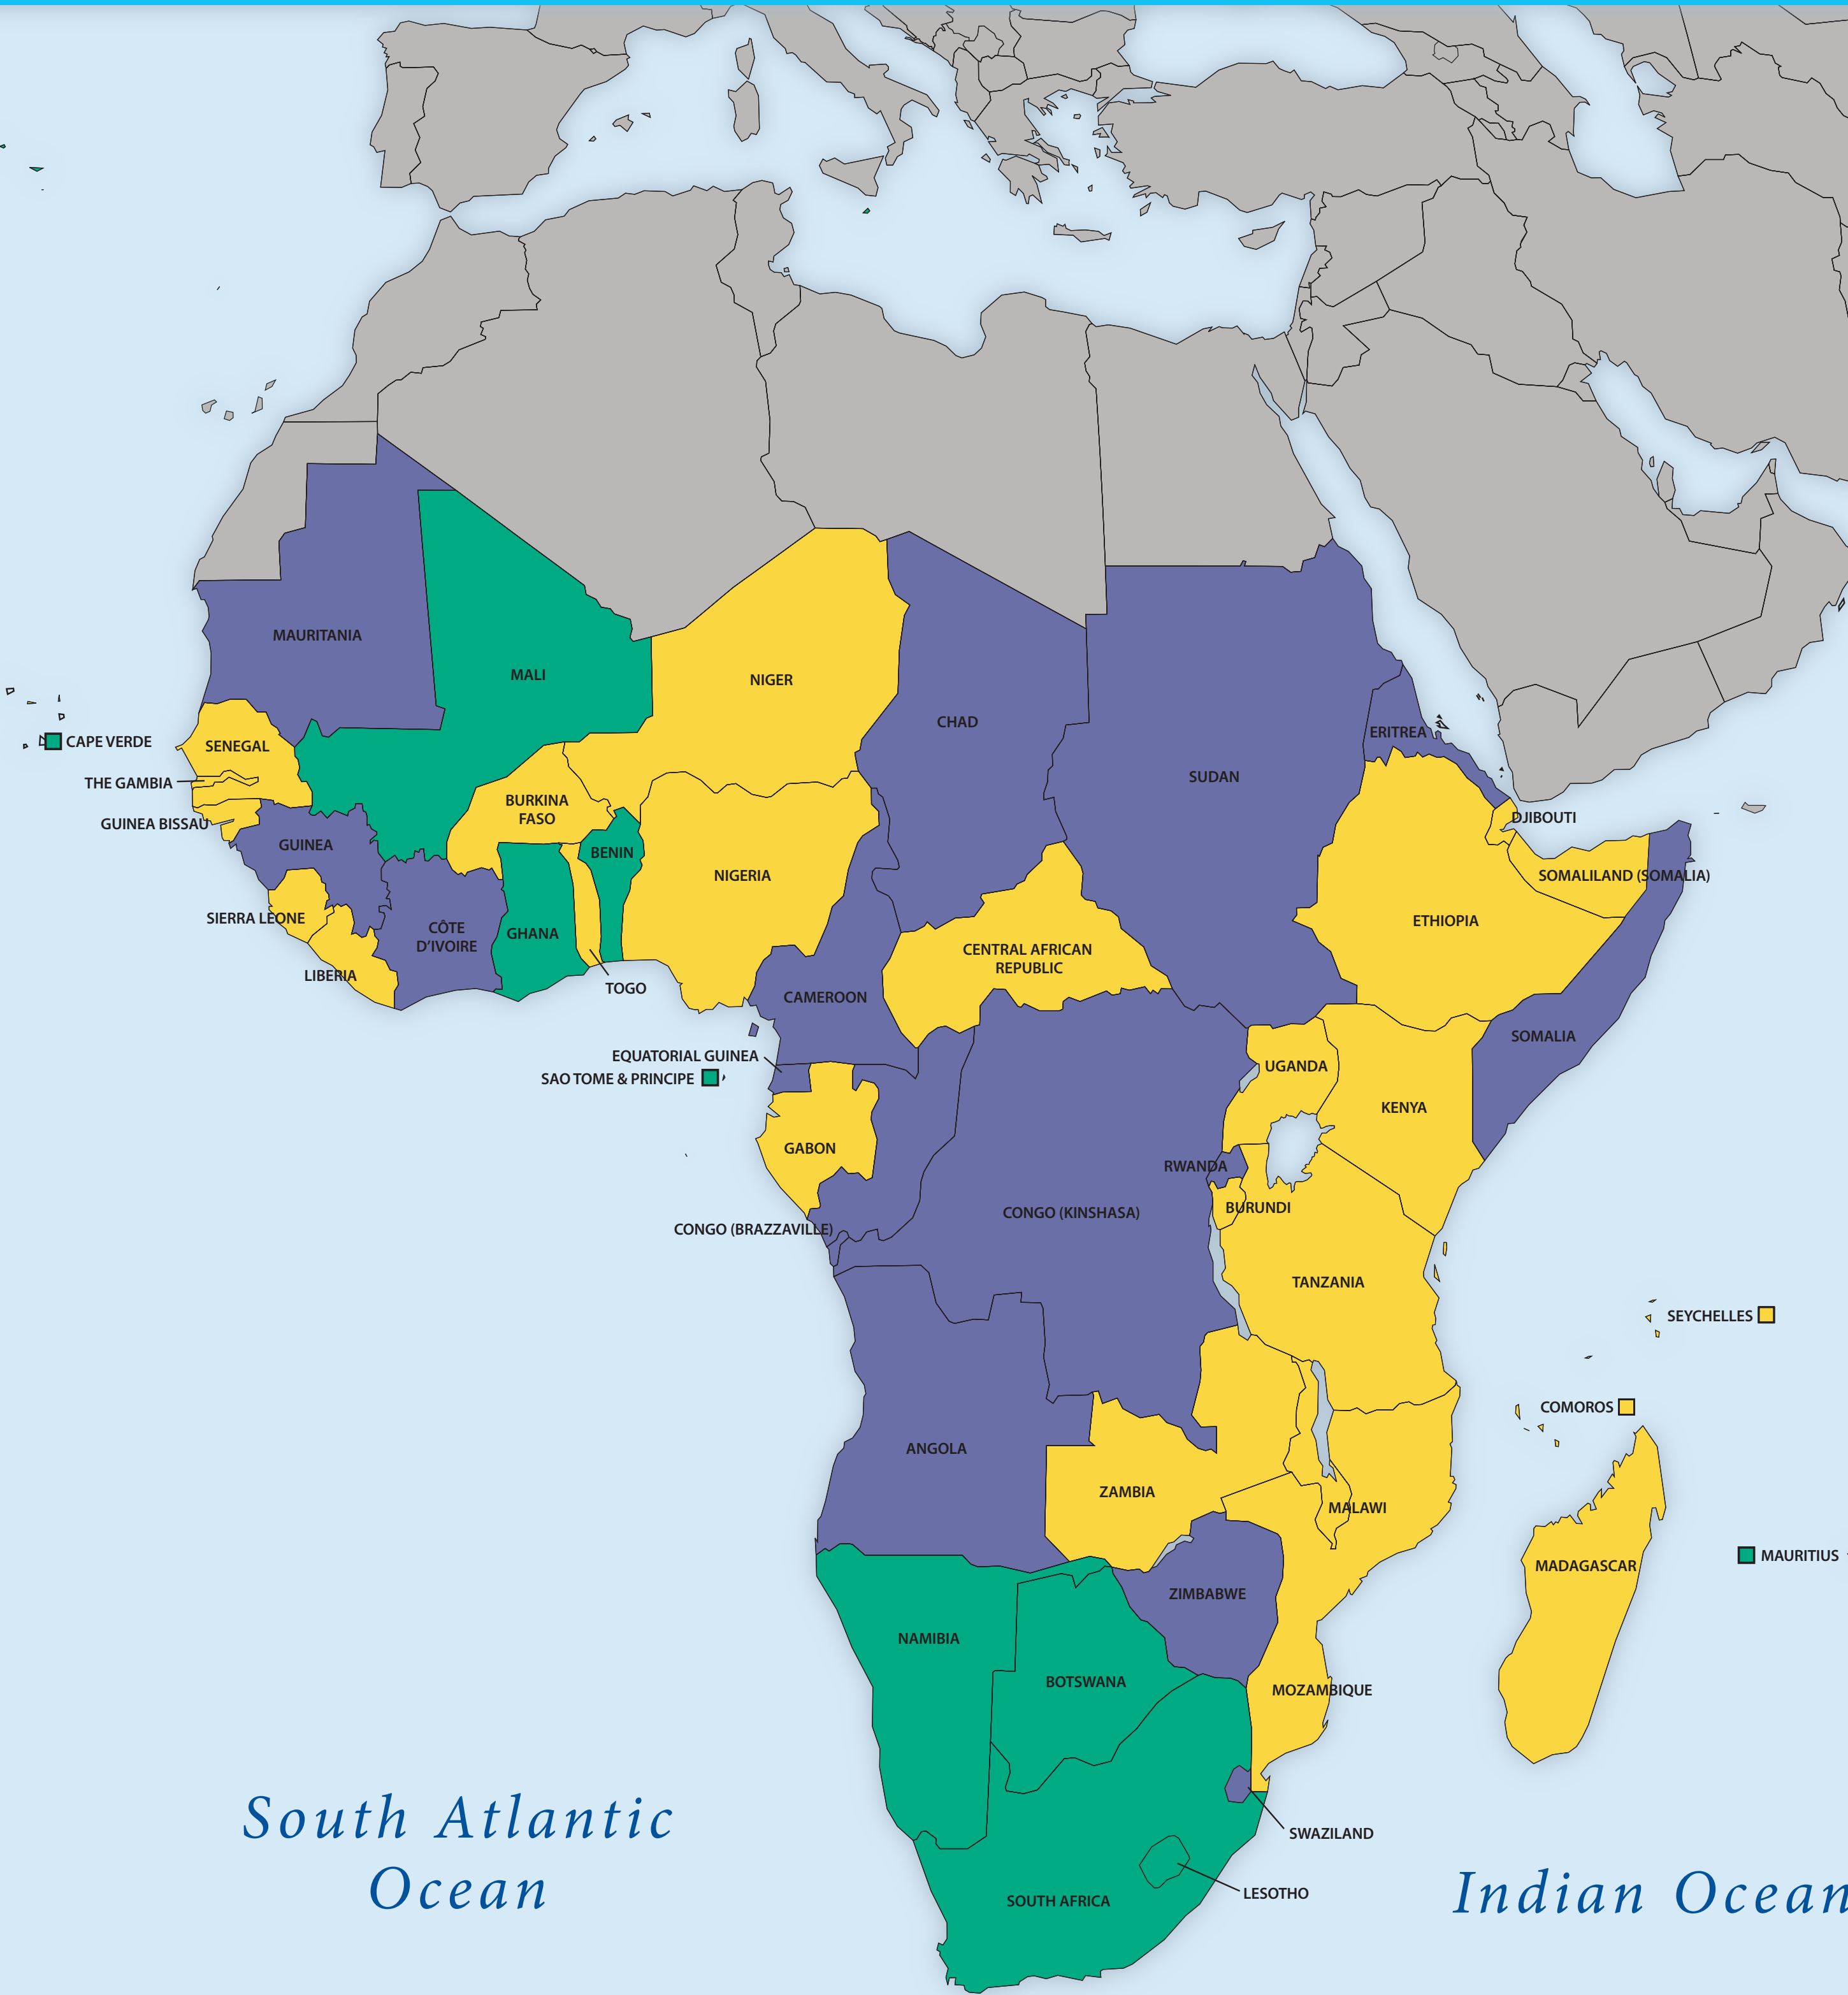 MAURITANIA
MALI
NIGER
CHAD
SUDAN
ERITREA
CAPE VERDE
SENEGAL
THE GAMBIA
GUINEA BISSAU
GUINEA
BURKINA
FASO
BENIN
NIGERIA
DJIBOUTI
SOMALILAND (SOMALIA)
ETHIOPIA
SIERRA LEONE
CÔTE
D'IVOIRE
GHANA
LIBERIA
TOGO
CENTRAL AFRICAN
REPUBLIC
CAMEROON
SOMALIA
EQUATORIAL GUINEA
SAO TOME & PRINCIPE
UGANDA
KENYA
GABON
RWANDA
BURUNDI
CONGO (KINSHASA)
CONGO (BRAZZAVILLE)
TANZANIA
SEYCHELLES
COMOROS
ANGOLA
ZAMBIA
MALAWI
MADAGASCAR
MAURITIUS
ZIMBABWE
NAMIBIA
BOTSWANA
MOZAMBIQUE
South Atlantic
Ocean
SWAZILAND
LESOTHO
SOUTH AFRICA
Indian Ocean